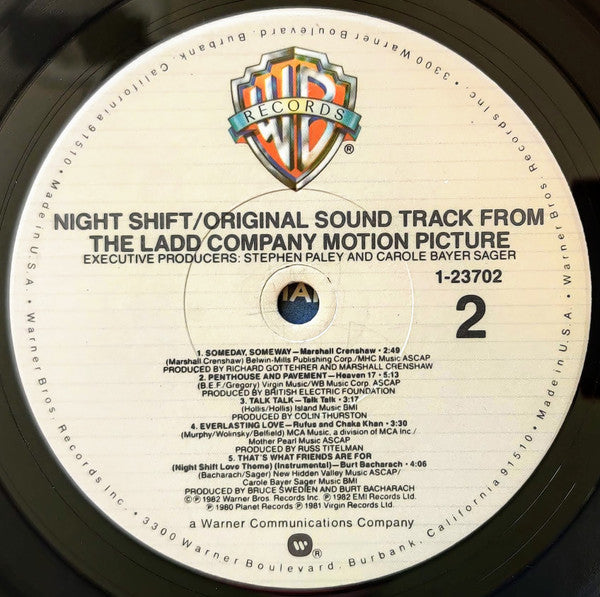 3300 Warner Boulevard, Burbank, California 91510 • Made in U.S.A. • Warner Bros. Records Inc. • 3300 Warner Boulevard, Burbank, California 91510 • Made in U.S.A. • Warner Bros. Records Inc. •
WB
RECORDS
®
NIGHT SHIFT/ORIGINAL SOUND TRACK FROM
THE LADD COMPANY MOTION PICTURE
EXECUTIVE PRODUCERS: STEPHEN PALEY AND CAROLE BAYER SAGER
1-23702
2
1. SOMEDAY, SOMEWAY—Marshall Crenshaw • 2:49
(Marshall Crenshaw) Belwin-Mills Publishing Corp./MHC Music ASCAP
PRODUCED BY RICHARD GOTTEHRER AND MARSHALL CRENSHAW
2. PENTHOUSE AND PAVEMENT—Heaven 17 • 5:13
(B.E.F./Gregory) Virgin Music/WB Music Corp. ASCAP
PRODUCED BY BRITISH ELECTRIC FOUNDATION
3. TALK TALK—Talk Talk • 3:17
(Hollis/Hollis) Island Music BMI
PRODUCED BY COLIN THURSTON
4. EVERLASTING LOVE—Rufus and Chaka Khan • 3:30
(Murphy/Wolinsky/Belfield) MCA Music, a division of MCA Inc./
Mother Pearl Music ASCAP
PRODUCED BY RUSS TITELMAN
5. THAT'S WHAT FRIENDS ARE FOR
(Night Shift Love Theme) (Instrumental)—Burt Bacharach • 4:06
(Bacharach/Sager) New Hidden Valley Music ASCAP/
Carole Bayer Sager Music BMI
PRODUCED BY BRUCE SWEDIEN AND BURT BACHARACH
©℗ 1982 Warner Bros. Records Inc. ℗ 1982 EMI Records Ltd.
℗ 1980 Planet Records ℗ 1981 Virgin Records Ltd.
a Warner Communications Company
®